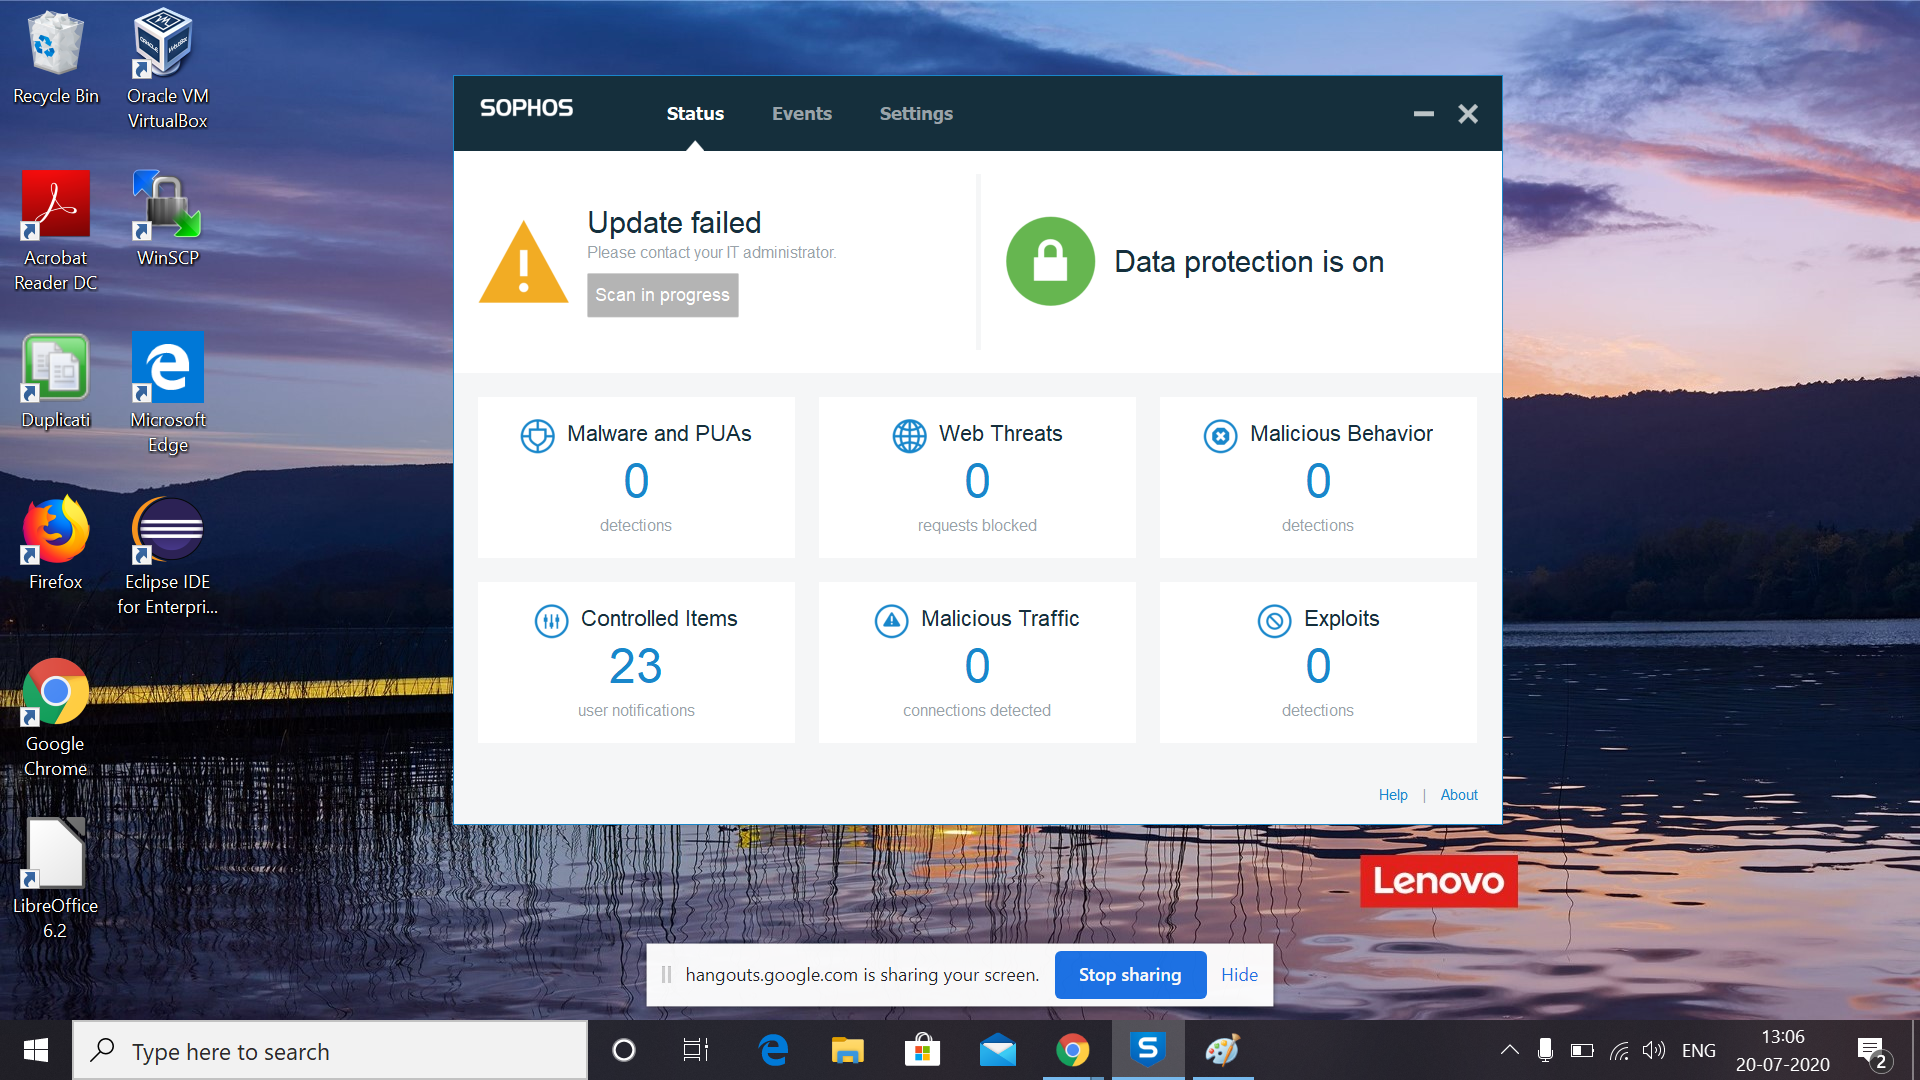 Recycle Bin
Oracle VM
VirtualBox
Acrobat
Reader DC
WinSCP
Duplicati
Microsoft
Edge
Firefox
Eclipse IDE
for Enterpri...
Google
Chrome
LibreOffice
6.2
SOPHOS
Status
Events
Settings
Update failed
Please contact your IT administrator.
Scan in progress
Data protection is on
Malware and PUAs
0
detections
Web Threats
0
requests blocked
Malicious Behavior
0
detections
Controlled Items
23
user notifications
Malicious Traffic
0
connections detected
Exploits
0
detections
Help | About
Lenovo
hangouts.google.com is sharing your screen.
Stop sharing
Hide
Type here to search
ENG
13:06
20-07-2020
2